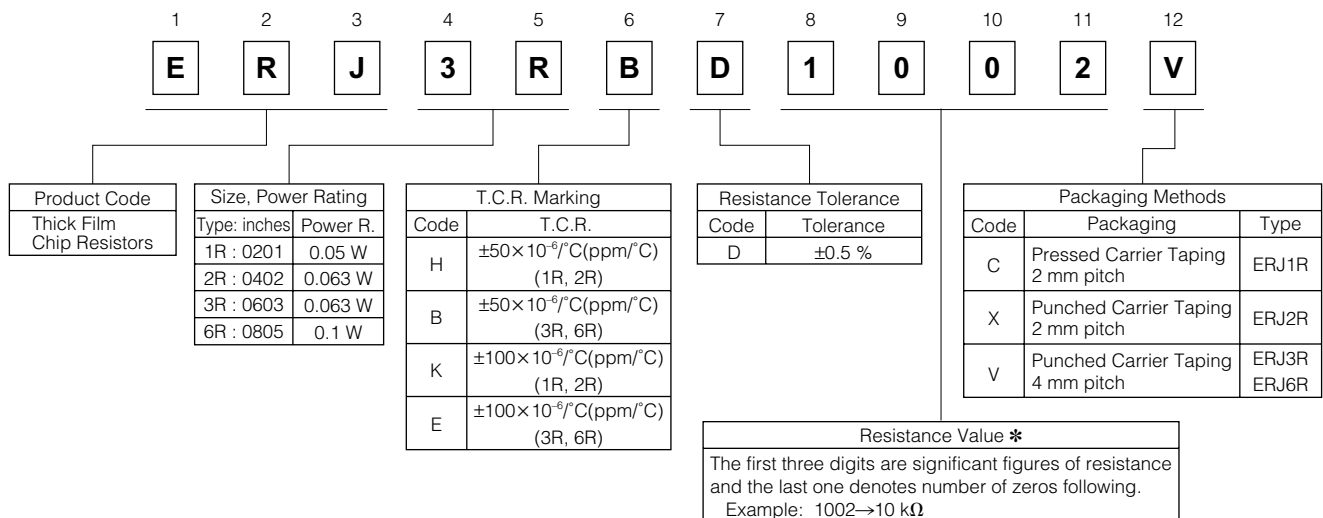 1 2 3 4 5 6 7 8 9 10 11 12
E R J 3 R B D 1 0 0 2 V
Product Code
Thick Film
Chip Resistors
Size, Power Rating
Type: inches Power R.
1R : 0201 0.05 W
2R : 0402 0.063 W
3R : 0603 0.063 W
6R : 0805 0.1 W
T.C.R. Marking
Code T.C.R.
H ±50×10⁻⁶/°C(ppm/°C)
(1R, 2R)
B ±50×10⁻⁶/°C(ppm/°C)
(3R, 6R)
K ±100×10⁻⁶/°C(ppm/°C)
(1R, 2R)
E ±100×10⁻⁶/°C(ppm/°C)
(3R, 6R)
Resistance Tolerance
Code Tolerance
D ±0.5 %
Packaging Methods
Code Packaging Type
C Pressed Carrier Taping
2 mm pitch ERJ1R
X Punched Carrier Taping
2 mm pitch ERJ2R
V Punched Carrier Taping ERJ3R
4 mm pitch ERJ6R
Resistance Value ✻
The first three digits are significant figures of resistance
and the last one denotes number of zeros following.
Example: 1002→10 kΩ